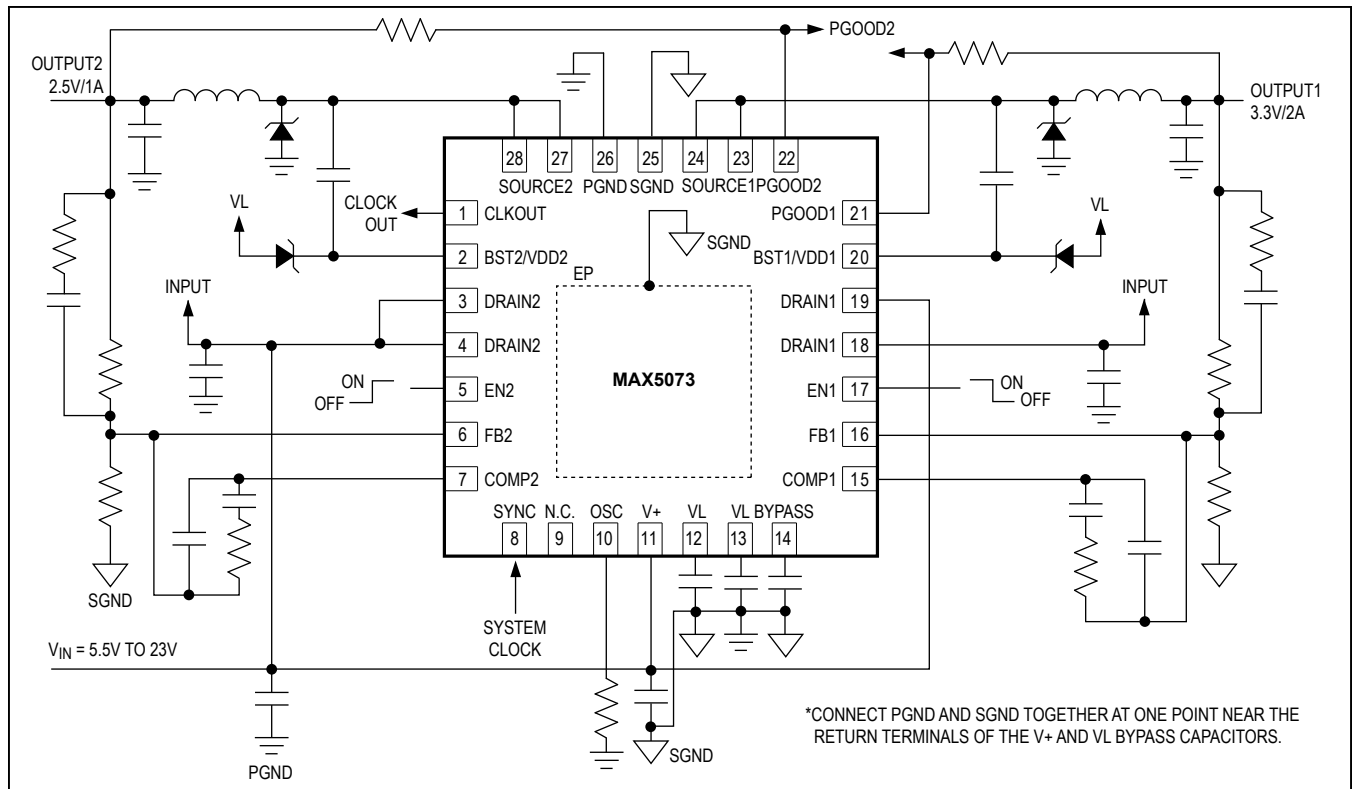 PGOOD2
OUTPUT2
2.5V/1A
OUTPUT1
3.3V/2A
28 27 26 25 24 23 22
SOURCE2 PGND SGND SOURCE1 PGOOD2
CLOCK
OUT
1 CLKOUT
PGOOD1 21
VL
SGND
VL
2 BST2/VDD2
BST1/VDD1 20
EP
INPUT
3 DRAIN2
DRAIN1 19
INPUT
4 DRAIN2
DRAIN1 18
MAX5073
ON
OFF
5 EN2
EN1 17
ON
OFF
6 FB2
FB1 16
7 COMP2
COMP1 15
SYNC N.C. OSC V+ VL VL BYPASS
8 9 10 11 12 13 14
SGND
SYSTEM
CLOCK
VIN = 5.5V TO 23V
PGND
SGND
*CONNECT PGND AND SGND TOGETHER AT ONE POINT NEAR THE
RETURN TERMINALS OF THE V+ AND VL BYPASS CAPACITORS.